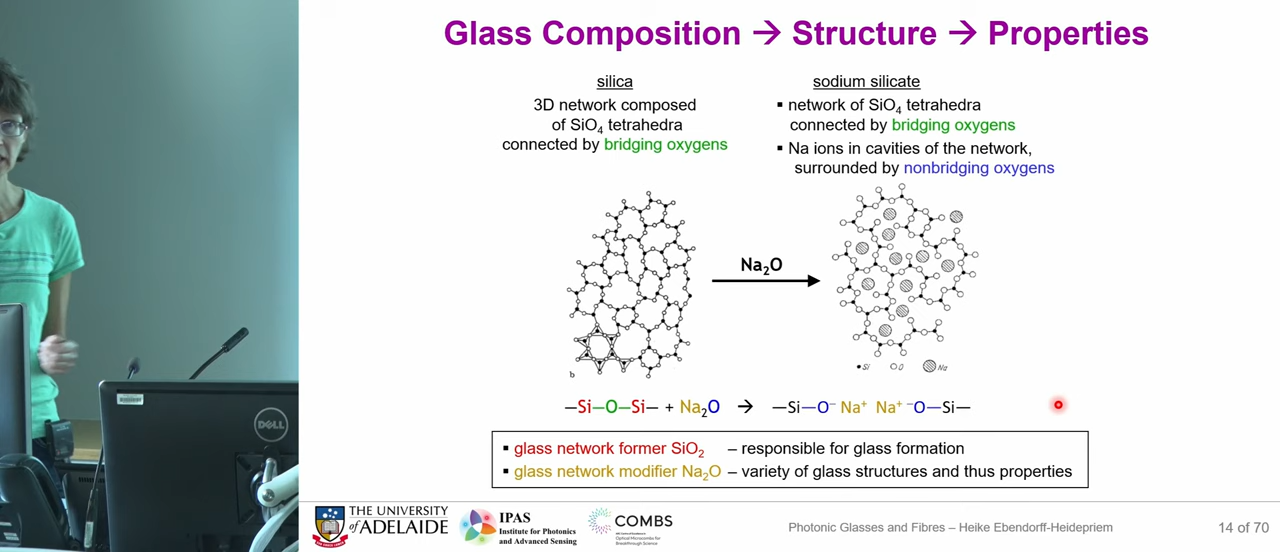 Glass Composition → Structure → Properties
silica
3D network composed
of SiO₄ tetrahedra
connected by bridging oxygens
sodium silicate
▪ network of SiO₄ tetrahedra
connected by bridging oxygens
▪ Na ions in cavities of the network,
surrounded by nonbridging oxygens
Na₂O
b
Si O Na
—Si—O—Si— + Na₂O → —Si—O⁻ Na⁺ Na⁺ ⁻O—Si—
▪ glass network former SiO₂ – responsible for glass formation
▪ glass network modifier Na₂O – variety of glass structures and thus properties
DELL
THE UNIVERSITY
of ADELAIDE
IPAS
Institute for Photonics
and Advanced Sensing
COMBS
Photonic Glasses and Fibres – Heike Ebendorff-Heidepriem
14 of 70